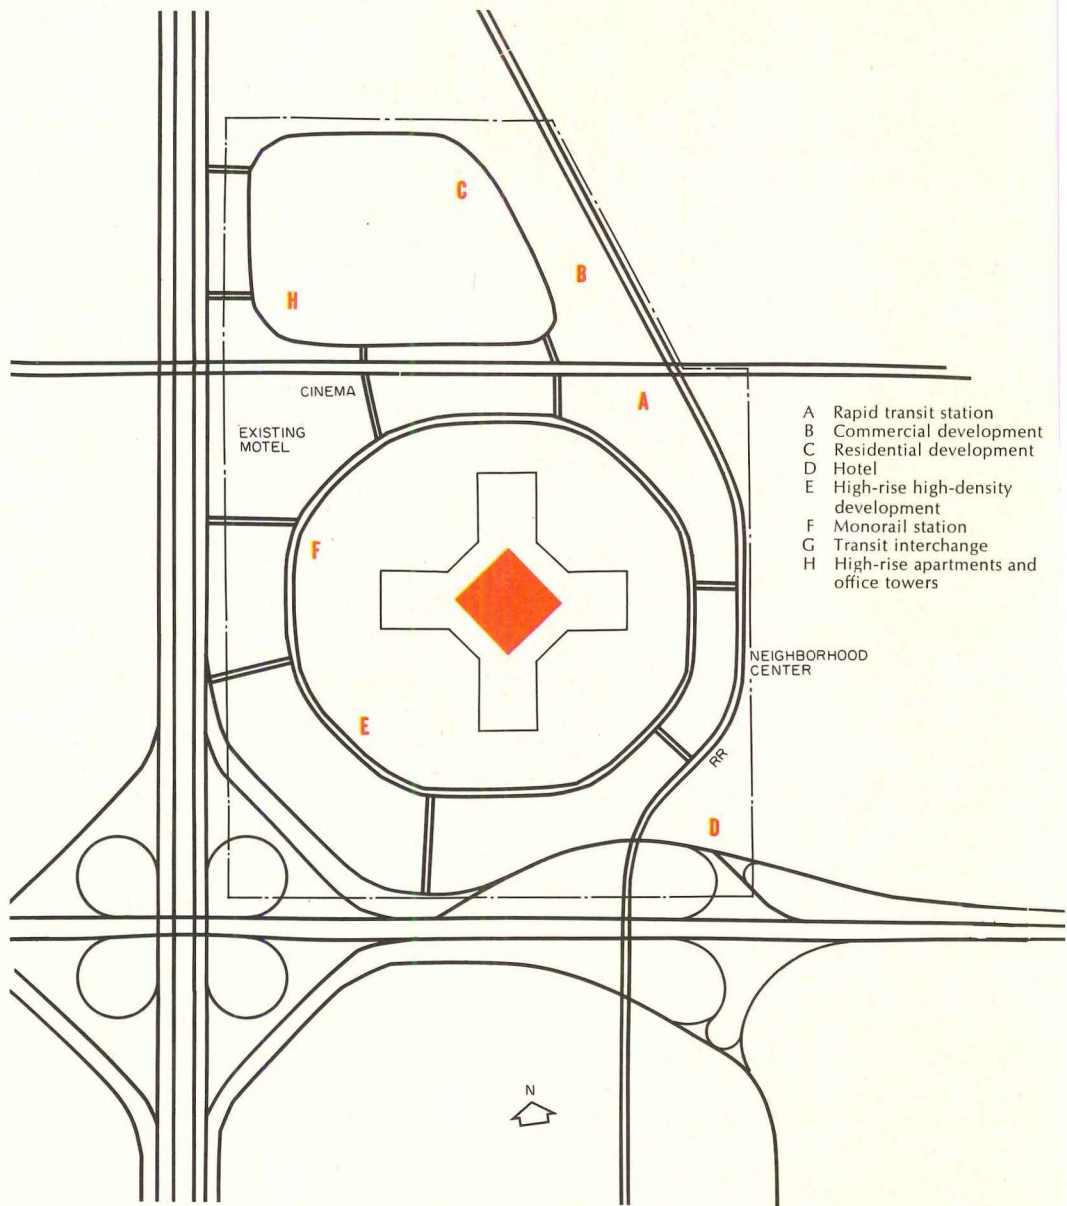 C
B
H
CINEMA
A
EXISTING
MOTEL
A Rapid transit station
B Commercial development
C Residential development
D Hotel
E High-rise high-density
development
F Monorail station
G Transit interchange
H High-rise apartments and
office towers
F
NEIGHBORHOOD
CENTER
E
RR
D
N